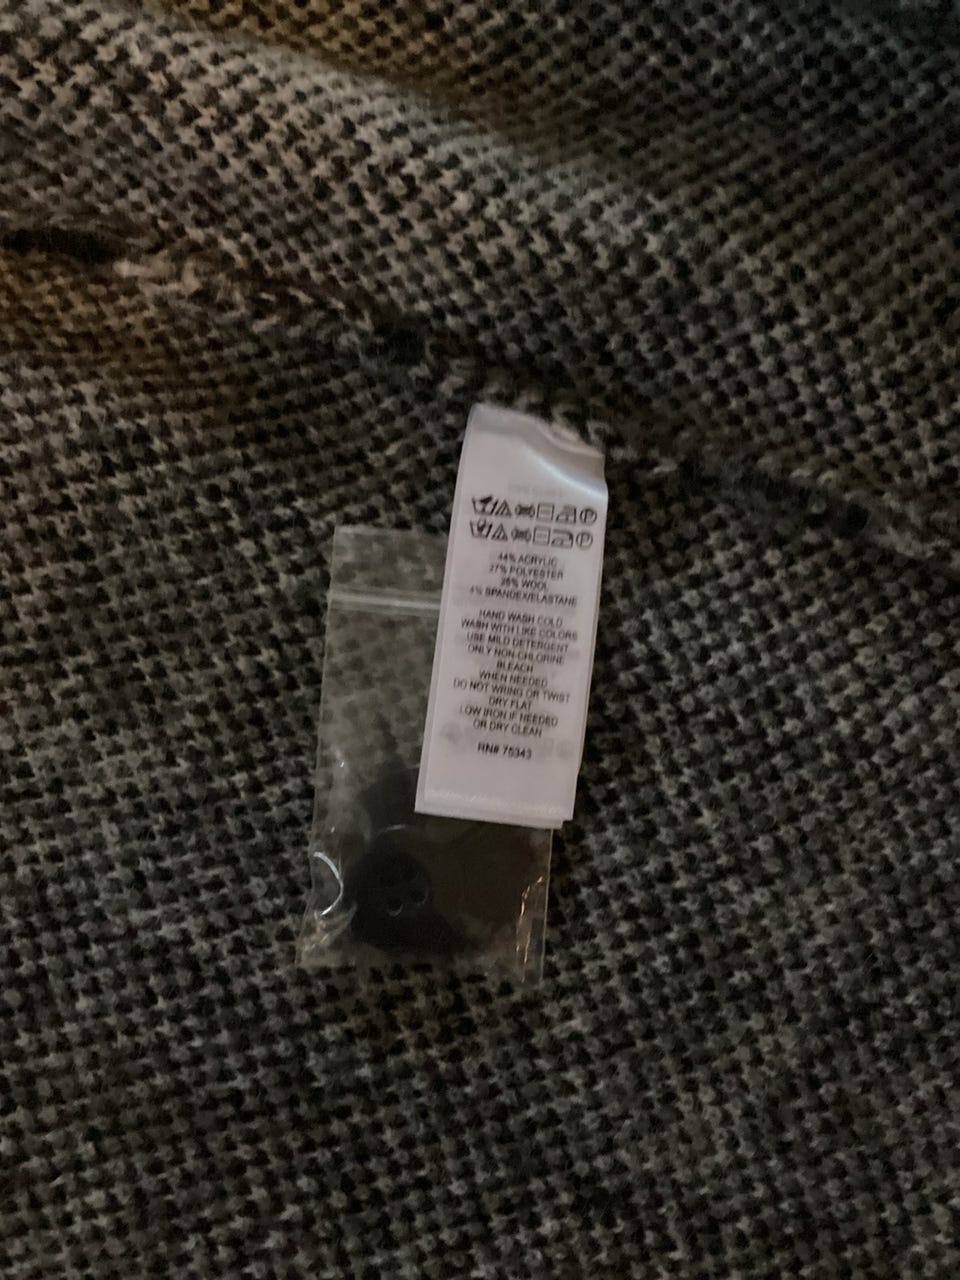 44% ACRYLIC
27% POLYESTER
25% WOOL
4% SPANDEX/ELASTANE
HAND WASH COLD
WASH WITH LIKE COLORS
USE MILD DETERGENT
ONLY NON-CHLORINE
BLEACH
WHEN NEEDED
DO NOT WRING OR TWIST
DRY FLAT
LOW IRON IF NEEDED
OR DRY CLEAN
RN# 75343